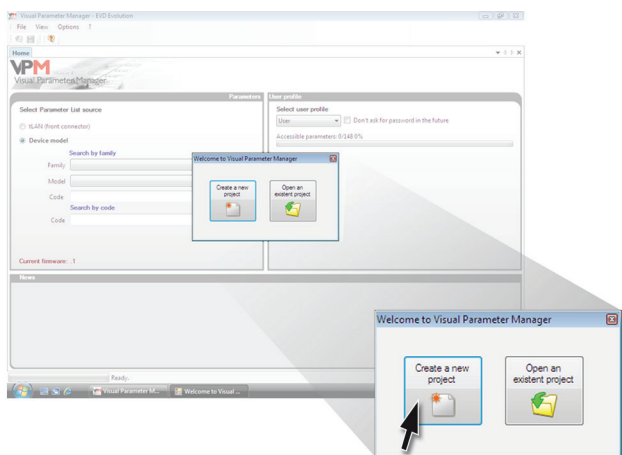 Visual Parameter Manager - EVD Evolution
File View Options ?
Home
VPM
Visual Parameter Manager
Parameters
User profile
Select Parameter List source
Select user profile
tLAN (front connector)
User
Don't ask for password in the future
Device model
Accessible parameters: 0/148 0%
Search by family
Family
Model
Code
Search by code
Code
Current firmware: .1
Welcome to Visual Parameter Manager
Create a new
project
Open an
existent project
News
Ready.
Visual Parameter M...
Welcome to Visual ...
Welcome to Visual Parameter Manager
Create a new
project
Open an
existent project